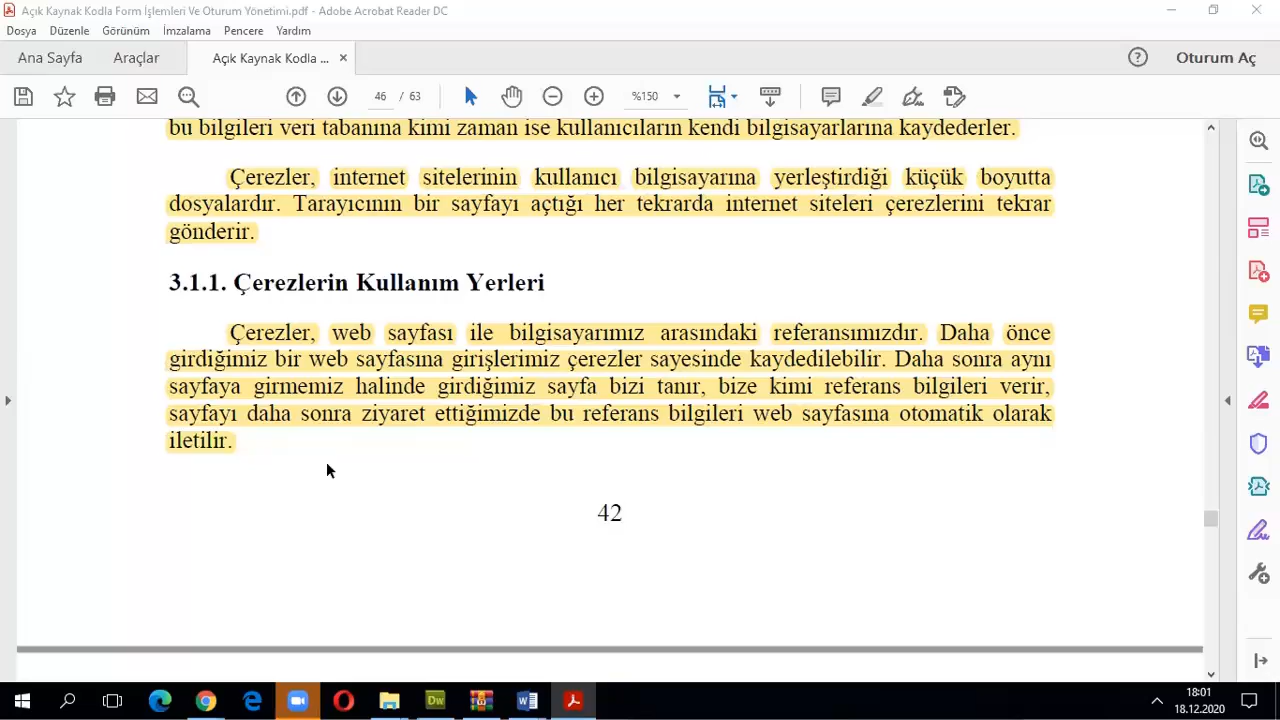 Açık Kaynak Kodla Form İşlemleri Ve Oturum Yönetimi.pdf - Adobe Acrobat Reader DC
Dosya Düzenle Görünüm İmzalama Pencere Yardım
Ana Sayfa Araçlar Açık Kaynak Kodla ... × Oturum Aç
46 / 63 %150
bu bilgileri veri tabanına kimi zaman ise kullanıcıların kendi bilgisayarlarına kaydederler.
Çerezler, internet sitelerinin kullanıcı bilgisayarına yerleştirdiği küçük boyutta
dosyalardır. Tarayıcının bir sayfayı açtığı her tekrarda internet siteleri çerezlerini tekrar
gönderir.
3.1.1. Çerezlerin Kullanım Yerleri
Çerezler, web sayfası ile bilgisayarımız arasındaki referansımızdır. Daha önce
girdiğimiz bir web sayfasına girişlerimiz çerezler sayesinde kaydedilebilir. Daha sonra aynı
sayfaya girmemiz halinde girdiğimiz sayfa bizi tanır, bize kimi referans bilgileri verir,
sayfayı daha sonra ziyaret ettiğimizde bu referans bilgileri web sayfasına otomatik olarak
iletilir.
42
Dw
18:01
18.12.2020